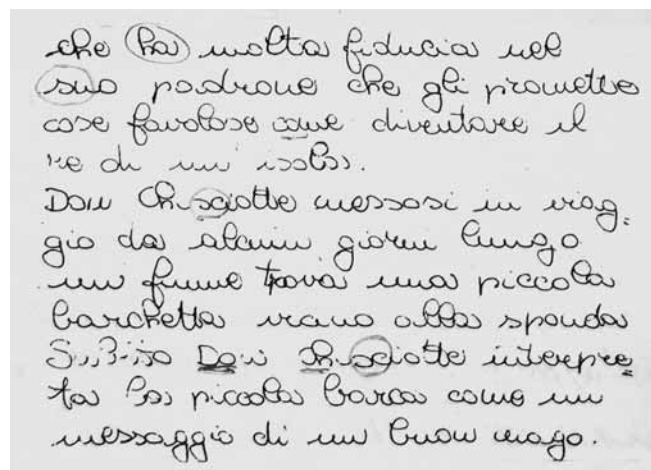 che ha molta fiducia nel
suo padrone che gli promette
cose favolose come diventare il
re di un isola.
Don Chisciotte messosi in viag=
gio da alcuni giorni lungo
un fiume trova una piccola
barchetta vicino alla sponda
Subito Don Chisciotte interpre=
ta la piccola barca come un
messaggio di un buon mago.